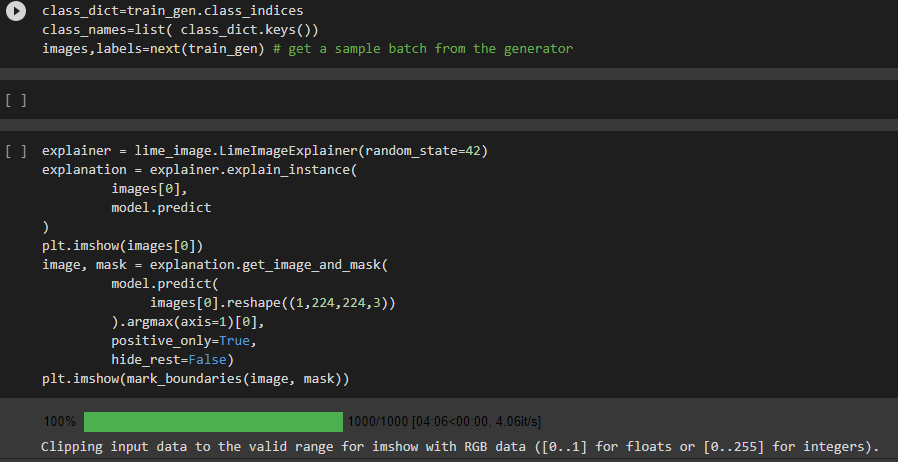 class_dict=train_gen.class_indices
class_names=list( class_dict.keys())
images,labels=next(train_gen) # get a sample batch from the generator
[ ]
[ ] explainer = lime_image.LimeImageExplainer(random_state=42)
explanation = explainer.explain_instance(
images[0],
model.predict
)
plt.imshow(images[0])
image, mask = explanation.get_image_and_mask(
model.predict(
images[0].reshape((1,224,224,3))
).argmax(axis=1)[0],
positive_only=True,
hide_rest=False)
plt.imshow(mark_boundaries(image, mask))
100% 1000/1000 [04:06<00:00, 4.06it/s]
Clipping input data to the valid range for imshow with RGB data ([0..1] for floats or [0..255] for integers).